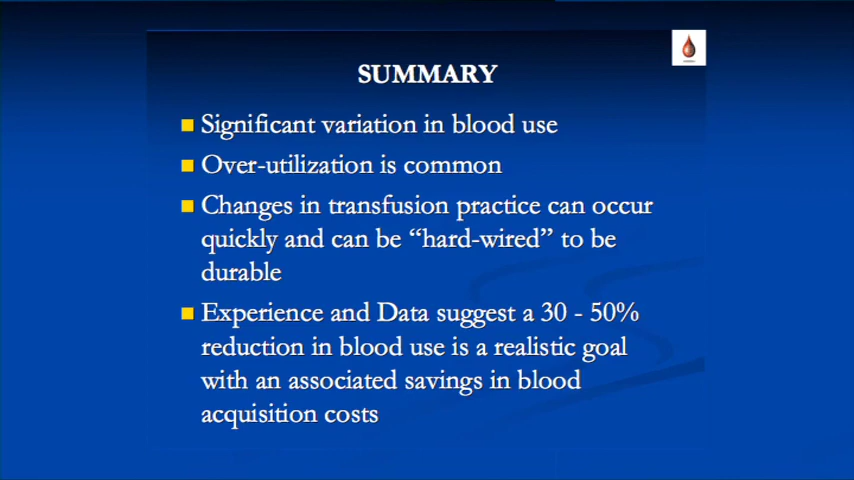 SUMMARY
Significant variation in blood use
Over-utilization is common
Changes in transfusion practice can occur
quickly and can be “hard-wired” to be
durable
Experience and Data suggest a 30 - 50%
reduction in blood use is a realistic goal
with an associated savings in blood
acquisition costs